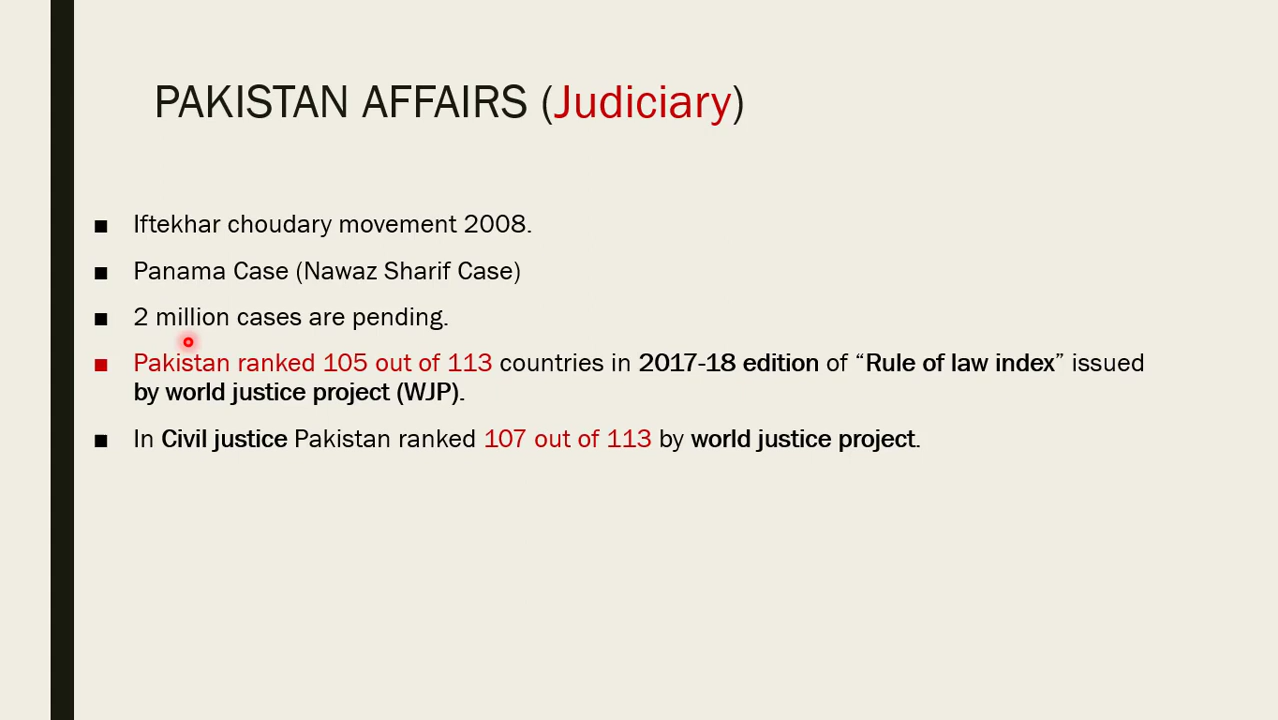 PAKISTAN AFFAIRS (Judiciary)
■ Iftekhar choudary movement 2008.
■ Panama Case (Nawaz Sharif Case)
■ 2 million cases are pending.
■ Pakistan ranked 105 out of 113 countries in 2017-18 edition of “Rule of law index” issued
by world justice project (WJP).
■ In Civil justice Pakistan ranked 107 out of 113 by world justice project.